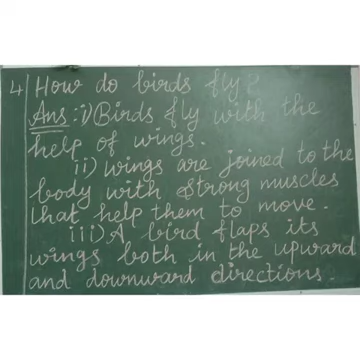 4 How do birds fly?
Ans: i) Birds fly with the
help of wings.
ii) wings are joined to the
body with strong muscles
that help them to move.
iii) A bird flaps its
wings both in the upward
and downward directions.